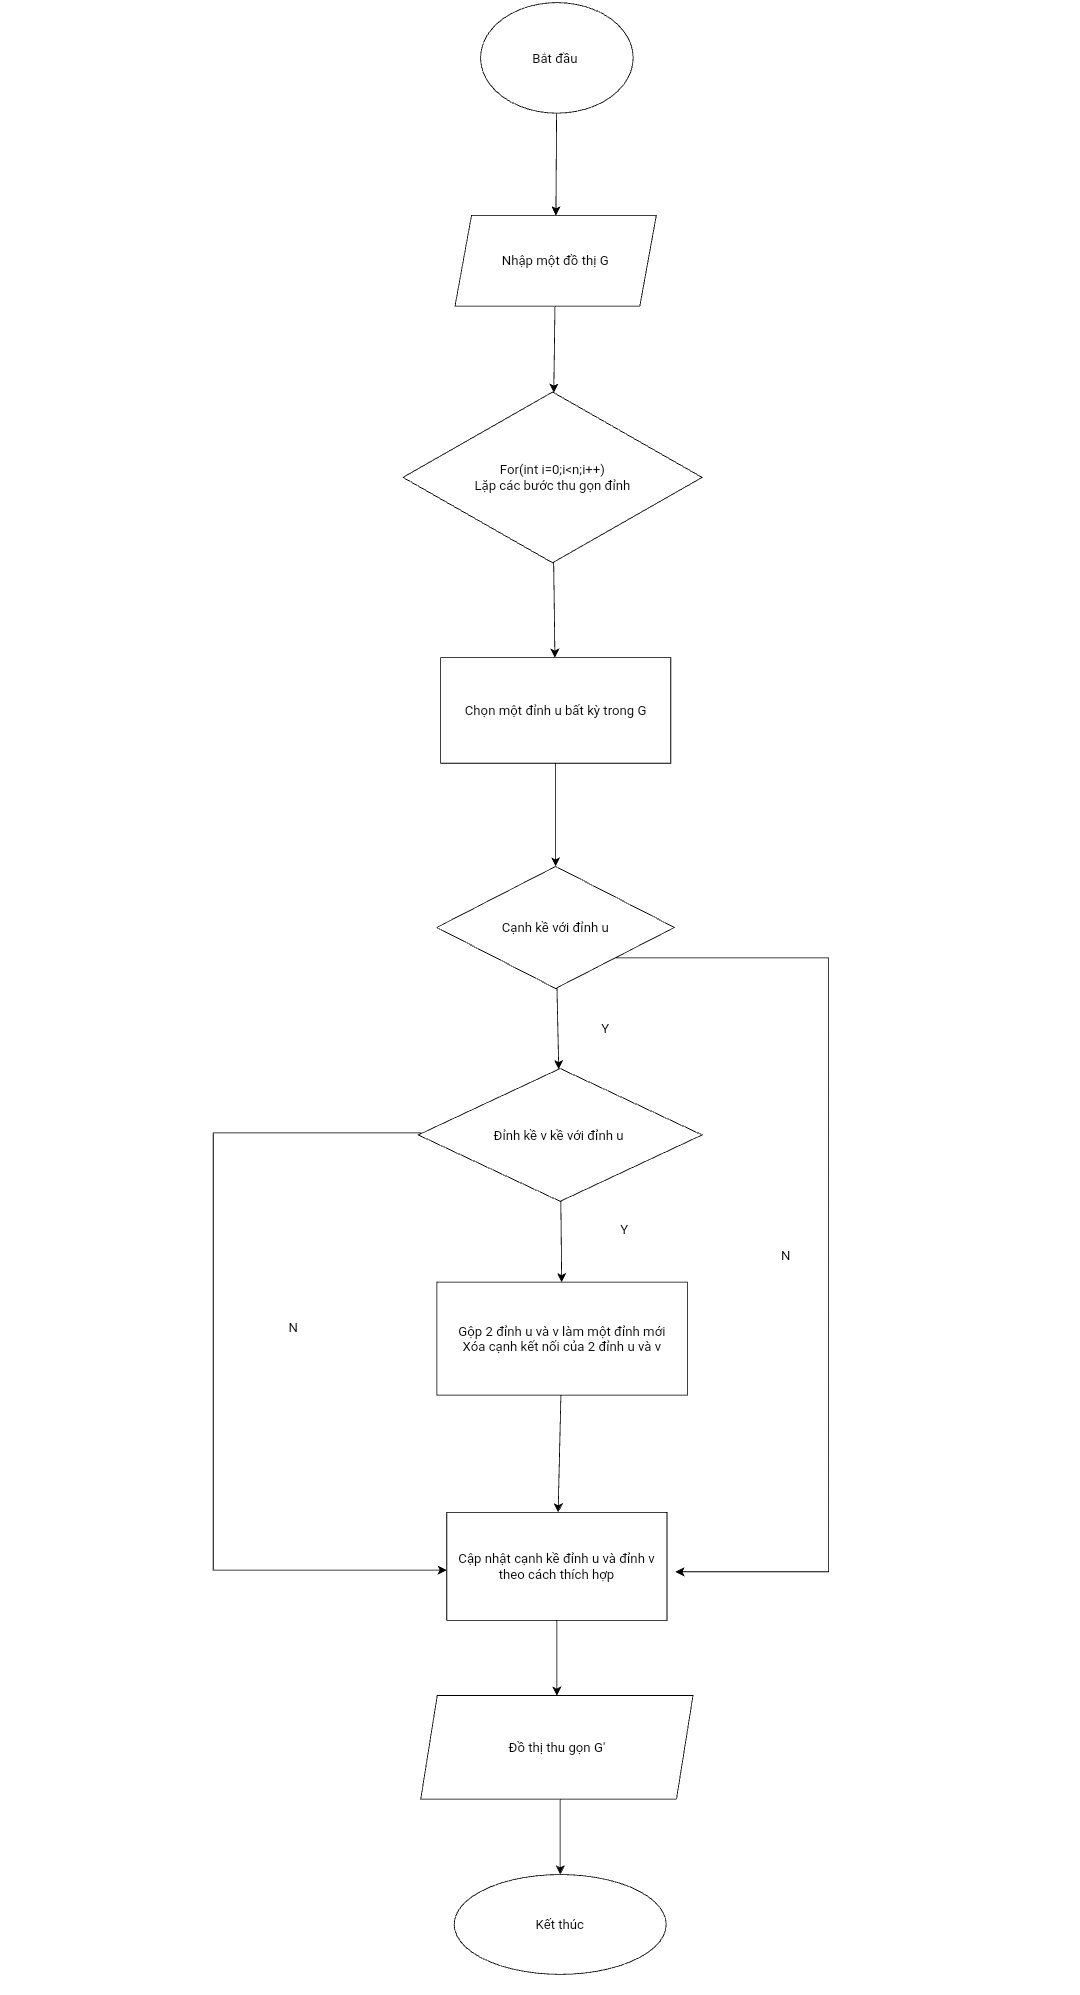 Bắt đầu
Nhập một đồ thị G
For(int i=0;i<n;i++)
Lặp các bước thu gọn đỉnh
Chọn một đỉnh u bất kỳ trong G
Cạnh kề với đỉnh u
Y
Đỉnh kề v kề với đỉnh u
Y
N
N
Gộp 2 đỉnh u và v làm một đỉnh mới
Xóa cạnh kết nối của 2 đỉnh u và v
Cập nhật cạnh kề đỉnh u và đỉnh v
theo cách thích hợp
Đồ thị thu gọn G'
Kết thúc